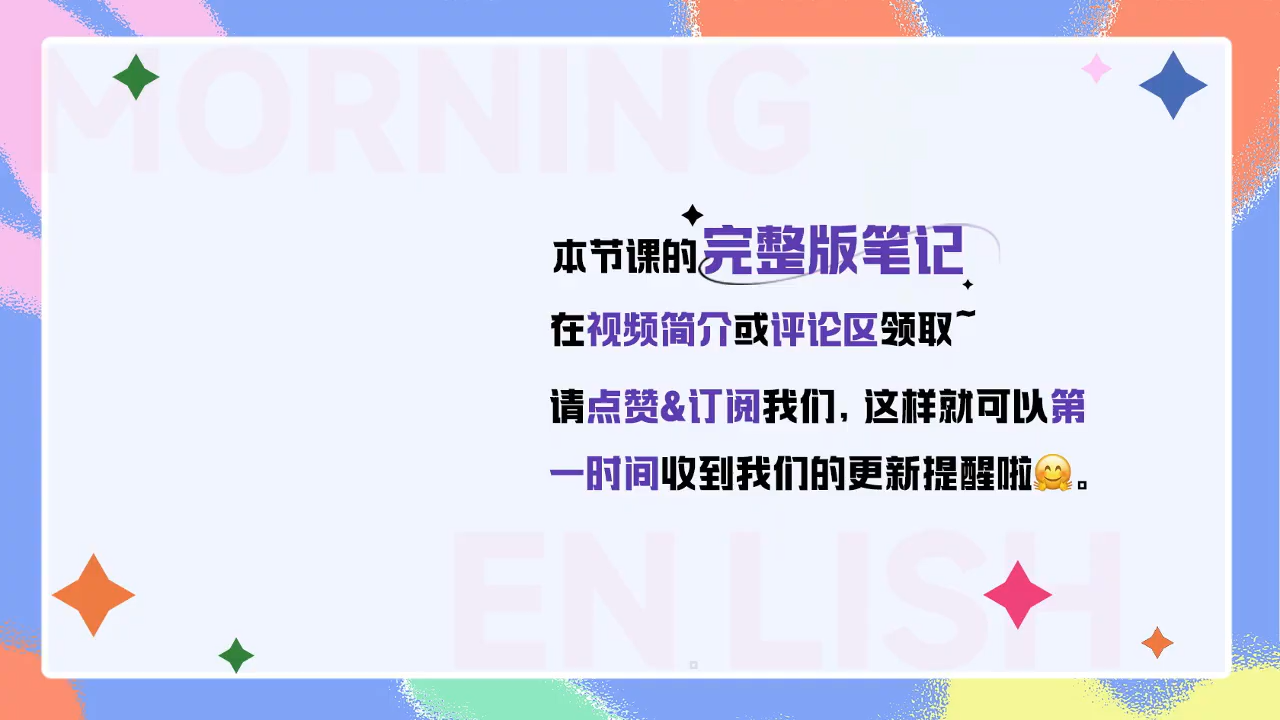 MORNING
本节课的完整版笔记
在视频简介或评论区领取~
请点赞&订阅我们，这样就可以第
一时间收到我们的更新提醒啦🤗。
EN LISH